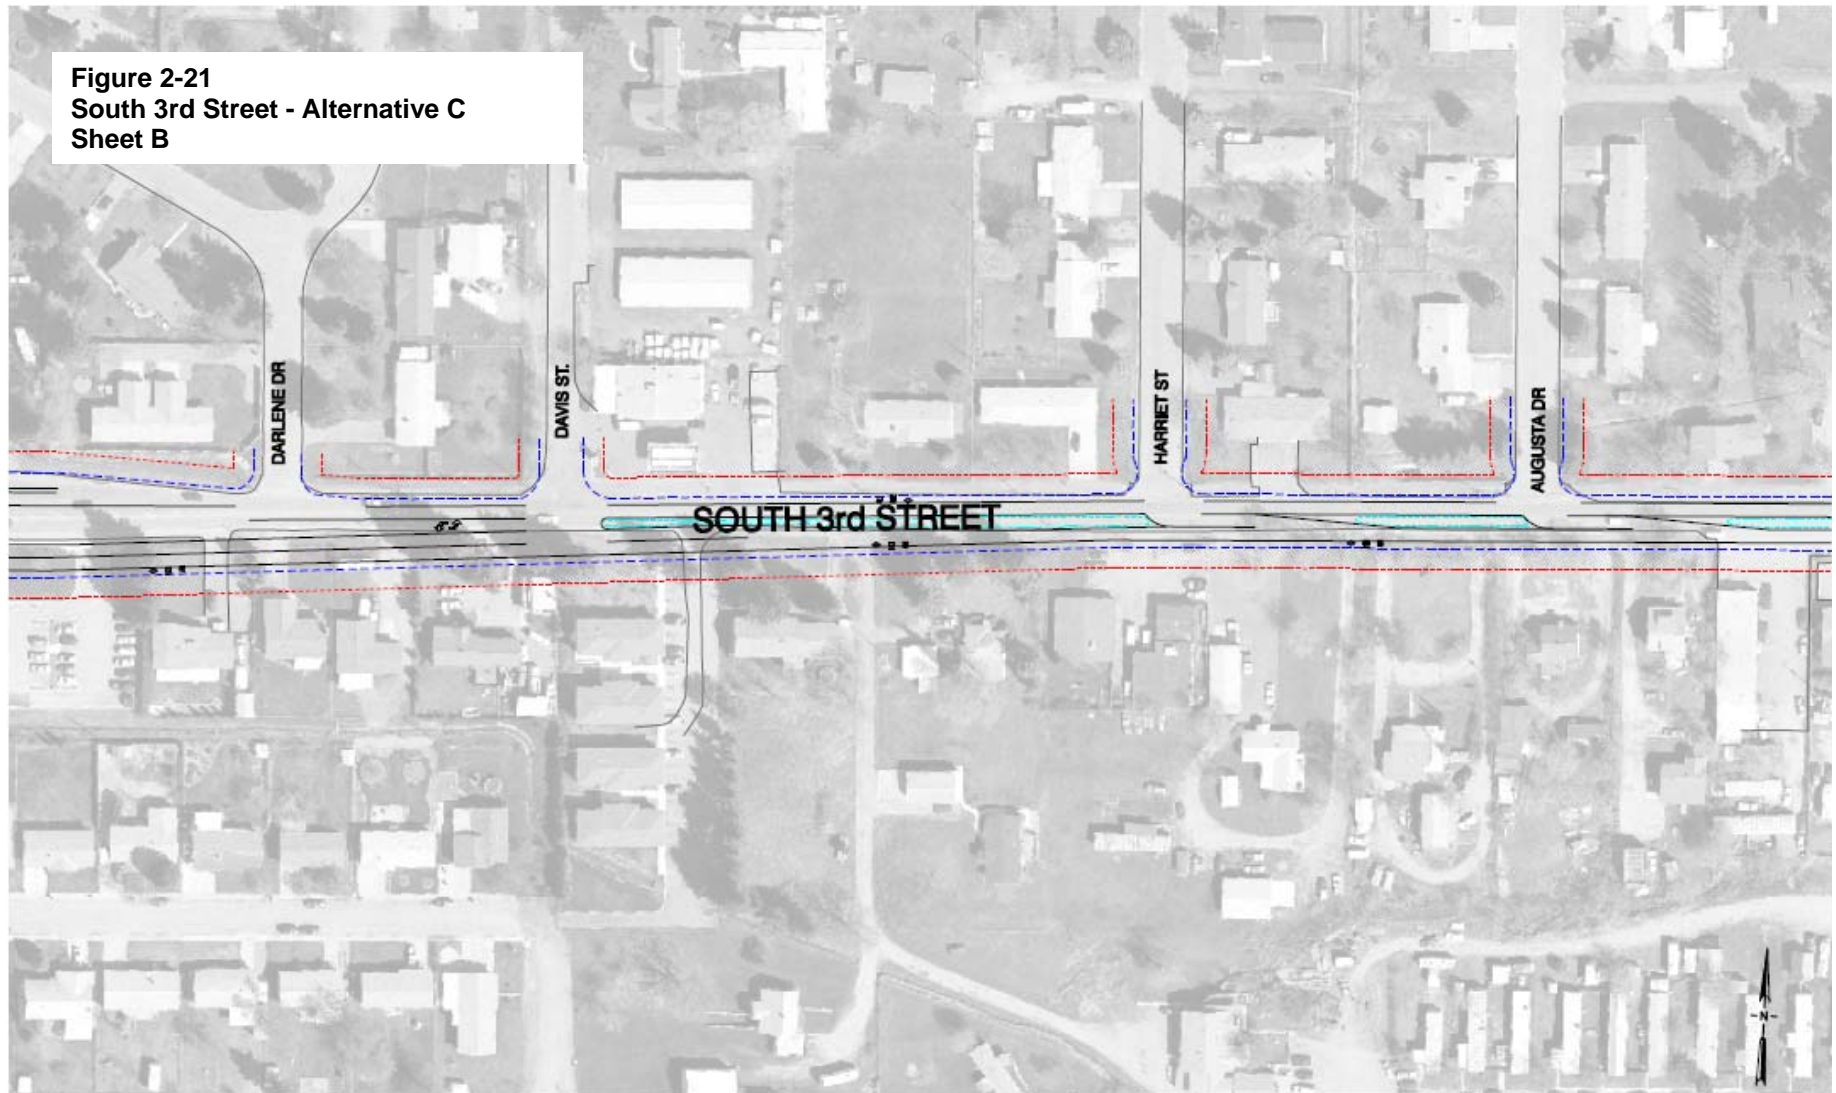 Figure 2-21
South 3rd Street - Alternative C
Sheet B
DARLENE DR
DAVIS ST.
HARRIET ST
AUGUSTA DR
SOUTH 3rd STREET
N